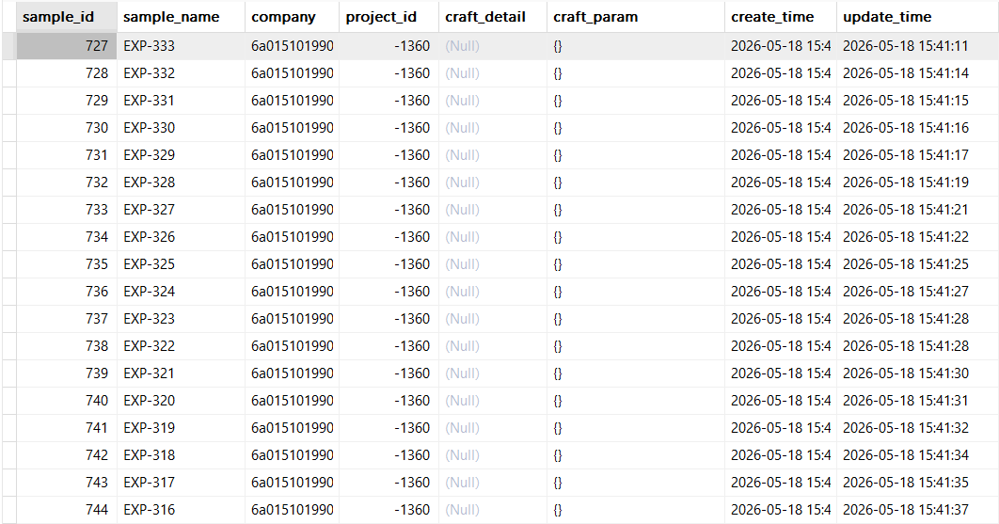 sample_id sample_name company project_id craft_detail craft_param create_time update_time
727 EXP-333 6a015101990 -1360 (Null) {} 2026-05-18 15:4 2026-05-18 15:41:11
728 EXP-332 6a015101990 -1360 (Null) {} 2026-05-18 15:4 2026-05-18 15:41:14
729 EXP-331 6a015101990 -1360 (Null) {} 2026-05-18 15:4 2026-05-18 15:41:15
730 EXP-330 6a015101990 -1360 (Null) {} 2026-05-18 15:4 2026-05-18 15:41:16
731 EXP-329 6a015101990 -1360 (Null) {} 2026-05-18 15:4 2026-05-18 15:41:17
732 EXP-328 6a015101990 -1360 (Null) {} 2026-05-18 15:4 2026-05-18 15:41:19
733 EXP-327 6a015101990 -1360 (Null) {} 2026-05-18 15:4 2026-05-18 15:41:21
734 EXP-326 6a015101990 -1360 (Null) {} 2026-05-18 15:4 2026-05-18 15:41:22
735 EXP-325 6a015101990 -1360 (Null) {} 2026-05-18 15:4 2026-05-18 15:41:25
736 EXP-324 6a015101990 -1360 (Null) {} 2026-05-18 15:4 2026-05-18 15:41:27
737 EXP-323 6a015101990 -1360 (Null) {} 2026-05-18 15:4 2026-05-18 15:41:28
738 EXP-322 6a015101990 -1360 (Null) {} 2026-05-18 15:4 2026-05-18 15:41:28
739 EXP-321 6a015101990 -1360 (Null) {} 2026-05-18 15:4 2026-05-18 15:41:30
740 EXP-320 6a015101990 -1360 (Null) {} 2026-05-18 15:4 2026-05-18 15:41:31
741 EXP-319 6a015101990 -1360 (Null) {} 2026-05-18 15:4 2026-05-18 15:41:32
742 EXP-318 6a015101990 -1360 (Null) {} 2026-05-18 15:4 2026-05-18 15:41:34
743 EXP-317 6a015101990 -1360 (Null) {} 2026-05-18 15:4 2026-05-18 15:41:35
744 EXP-316 6a015101990 -1360 (Null) {} 2026-05-18 15:4 2026-05-18 15:41:37